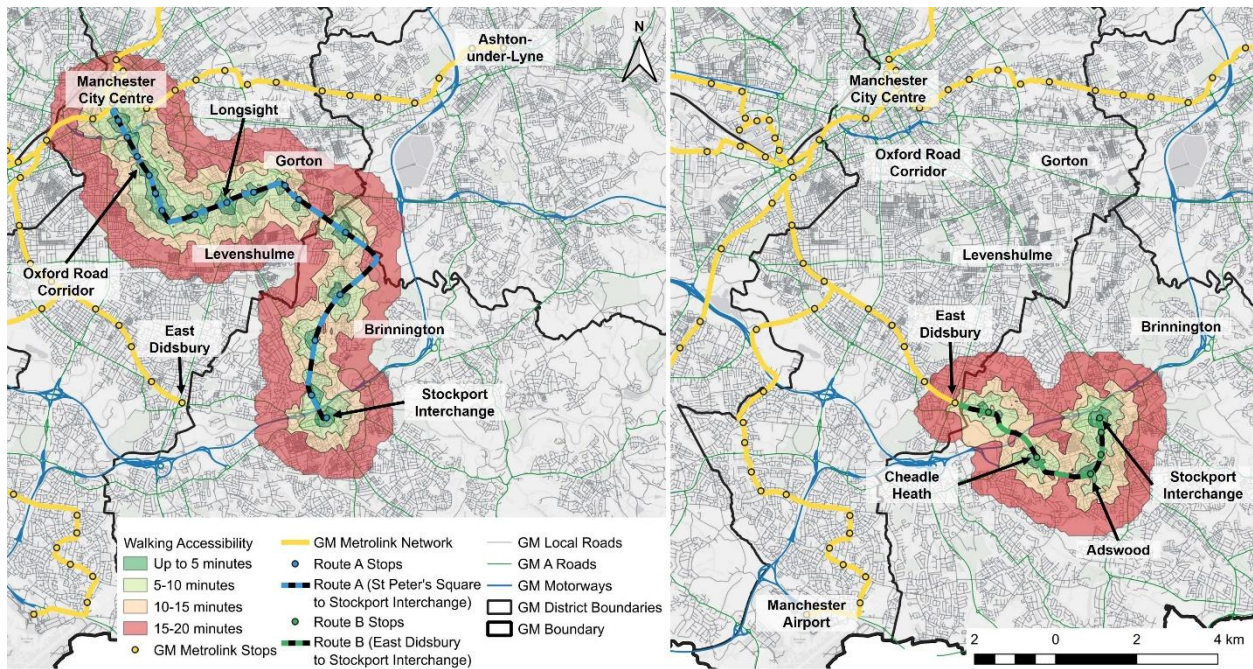 N
Ashton-
under-Lyne
Manchester
City Centre
Longsight
Gorton
Levenshulme
Oxford Road
Corridor
East
Didsbury
Brinnington
Stockport
Interchange
Walking Accessibility
Up to 5 minutes
5-10 minutes
10-15 minutes
15-20 minutes
GM Metrolink Stops
GM Metrolink Network
Route A Stops
Route A (St Peter's Square
to Stockport Interchange)
Route B Stops
Route B (East Didsbury
to Stockport Interchange)
GM Local Roads
GM A Roads
GM Motorways
GM District Boundaries
GM Boundary
Manchester
City Centre
Oxford Road
Corridor
Gorton
Levenshulme
East
Didsbury
Brinnington
Cheadle
Heath
Stockport
Interchange
Adswood
Manchester
Airport
2 0 2 4 km